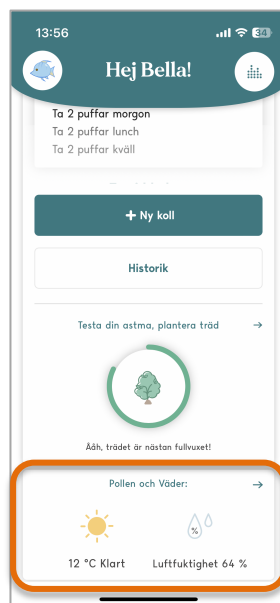 13:56
34
Hej Bella!
Ta 2 puffar morgon
Ta 2 puffar lunch
Ta 2 puffar kväll
+ Ny koll
Historik
Testa din astma, plantera träd →
Ååh, trädet är nästan fullvuxet!
Pollen och Väder: →
%
12 °C Klart
Luftfuktighet 64 %